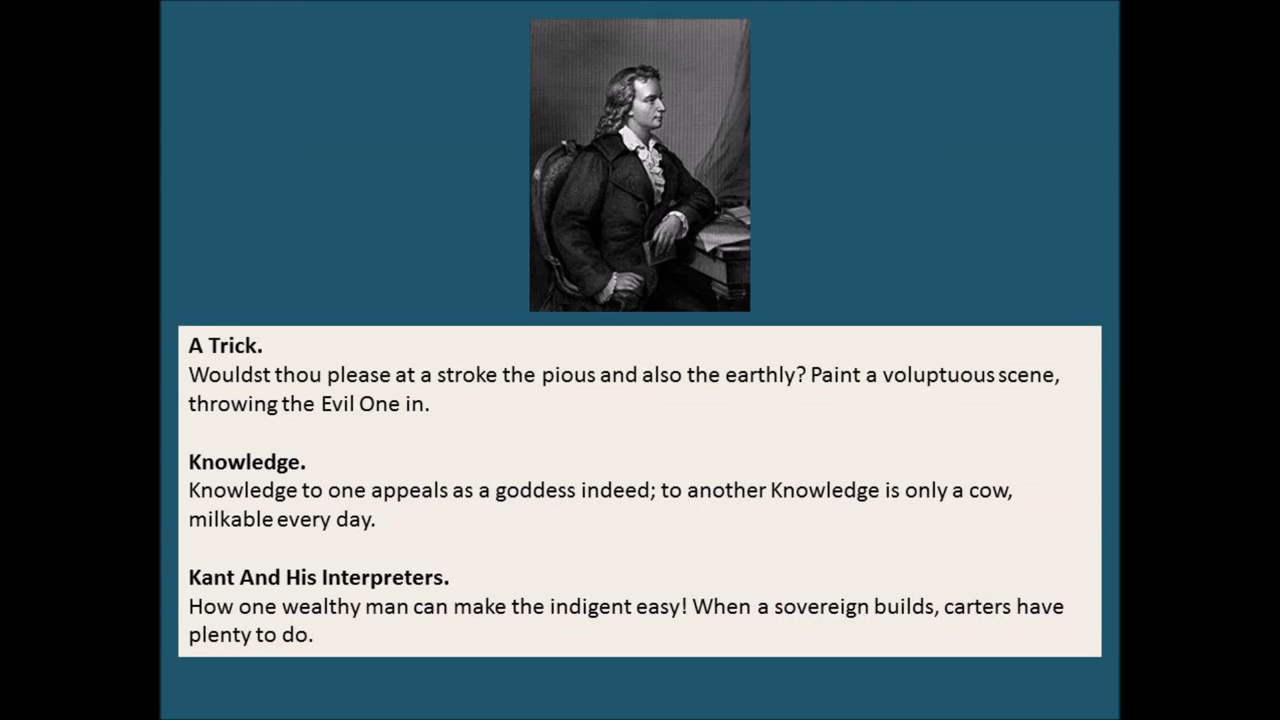 A Trick.
Wouldst thou please at a stroke the pious and also the earthly? Paint a voluptuous scene,
throwing the Evil One in.
Knowledge.
Knowledge to one appeals as a goddess indeed; to another Knowledge is only a cow,
milkable every day.
Kant And His Interpreters.
How one wealthy man can make the indigent easy! When a sovereign builds, carters have
plenty to do.